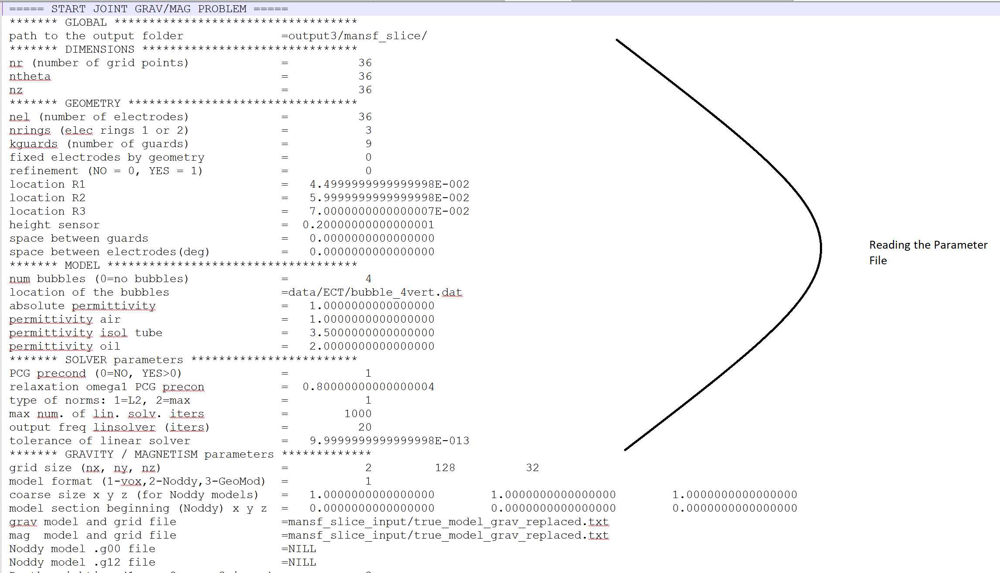 ===== START JOINT GRAV/MAG PROBLEM =====
******* GLOBAL ***********************************
path to the output folder =output3/mansf_slice/
******* DIMENSIONS *******************************
nr (number of grid points) = 36
ntheta = 36
nz = 36
******* GEOMETRY *********************************
nel (number of electrodes) = 36
nrings (elec rings 1 or 2) = 3
kguards (number of guards) = 9
fixed electrodes by geometry = 0
refinement (NO = 0, YES = 1) = 0
location R1 = 4.4999999999999998E-002
location R2 = 5.9999999999999998E-002
location R3 = 7.0000000000000007E-002
height sensor = 0.20000000000000001
space between guards = 0.0000000000000000
space between electrodes(deg) = 0.0000000000000000
******* MODEL ************************************
num bubbles (0=no bubbles) = 4
location of the bubbles =data/ECT/bubble_4vert.dat
absolute permittivity = 1.0000000000000000
permittivity air = 1.0000000000000000
permittivity isol tube = 3.5000000000000000
permittivity oil = 2.0000000000000000
******* SOLVER parameters ************************
PCG precond (0=NO, YES>0) = 1
relaxation omega1 PCG precon = 0.80000000000000004
type of norms: 1=L2, 2=max = 1
max num. of lin. solv. iters = 1000
output freq linsolver (iters) = 20
tolerance of linear solver = 9.9999999999999998E-013
******* GRAVITY / MAGNETISM parameters *************
grid size (nx, ny, nz) = 2 128 32
model format (1-vox,2-Noddy,3-GeoMod) = 1
coarse size x y z (for Noddy models) = 1.0000000000000000 1.0000000000000000 1.0000000000000000
model section beginning (Noddy) x y z = 0.0000000000000000 0.0000000000000000 0.0000000000000000
grav model and grid file =mansf_slice_input/true_model_grav_replaced.txt
mag  model and grid file =mansf_slice_input/true_model_grav_replaced.txt
Noddy model .g00 file =NILL
Noddy model .g12 file =NILL
Reading the Parameter
File